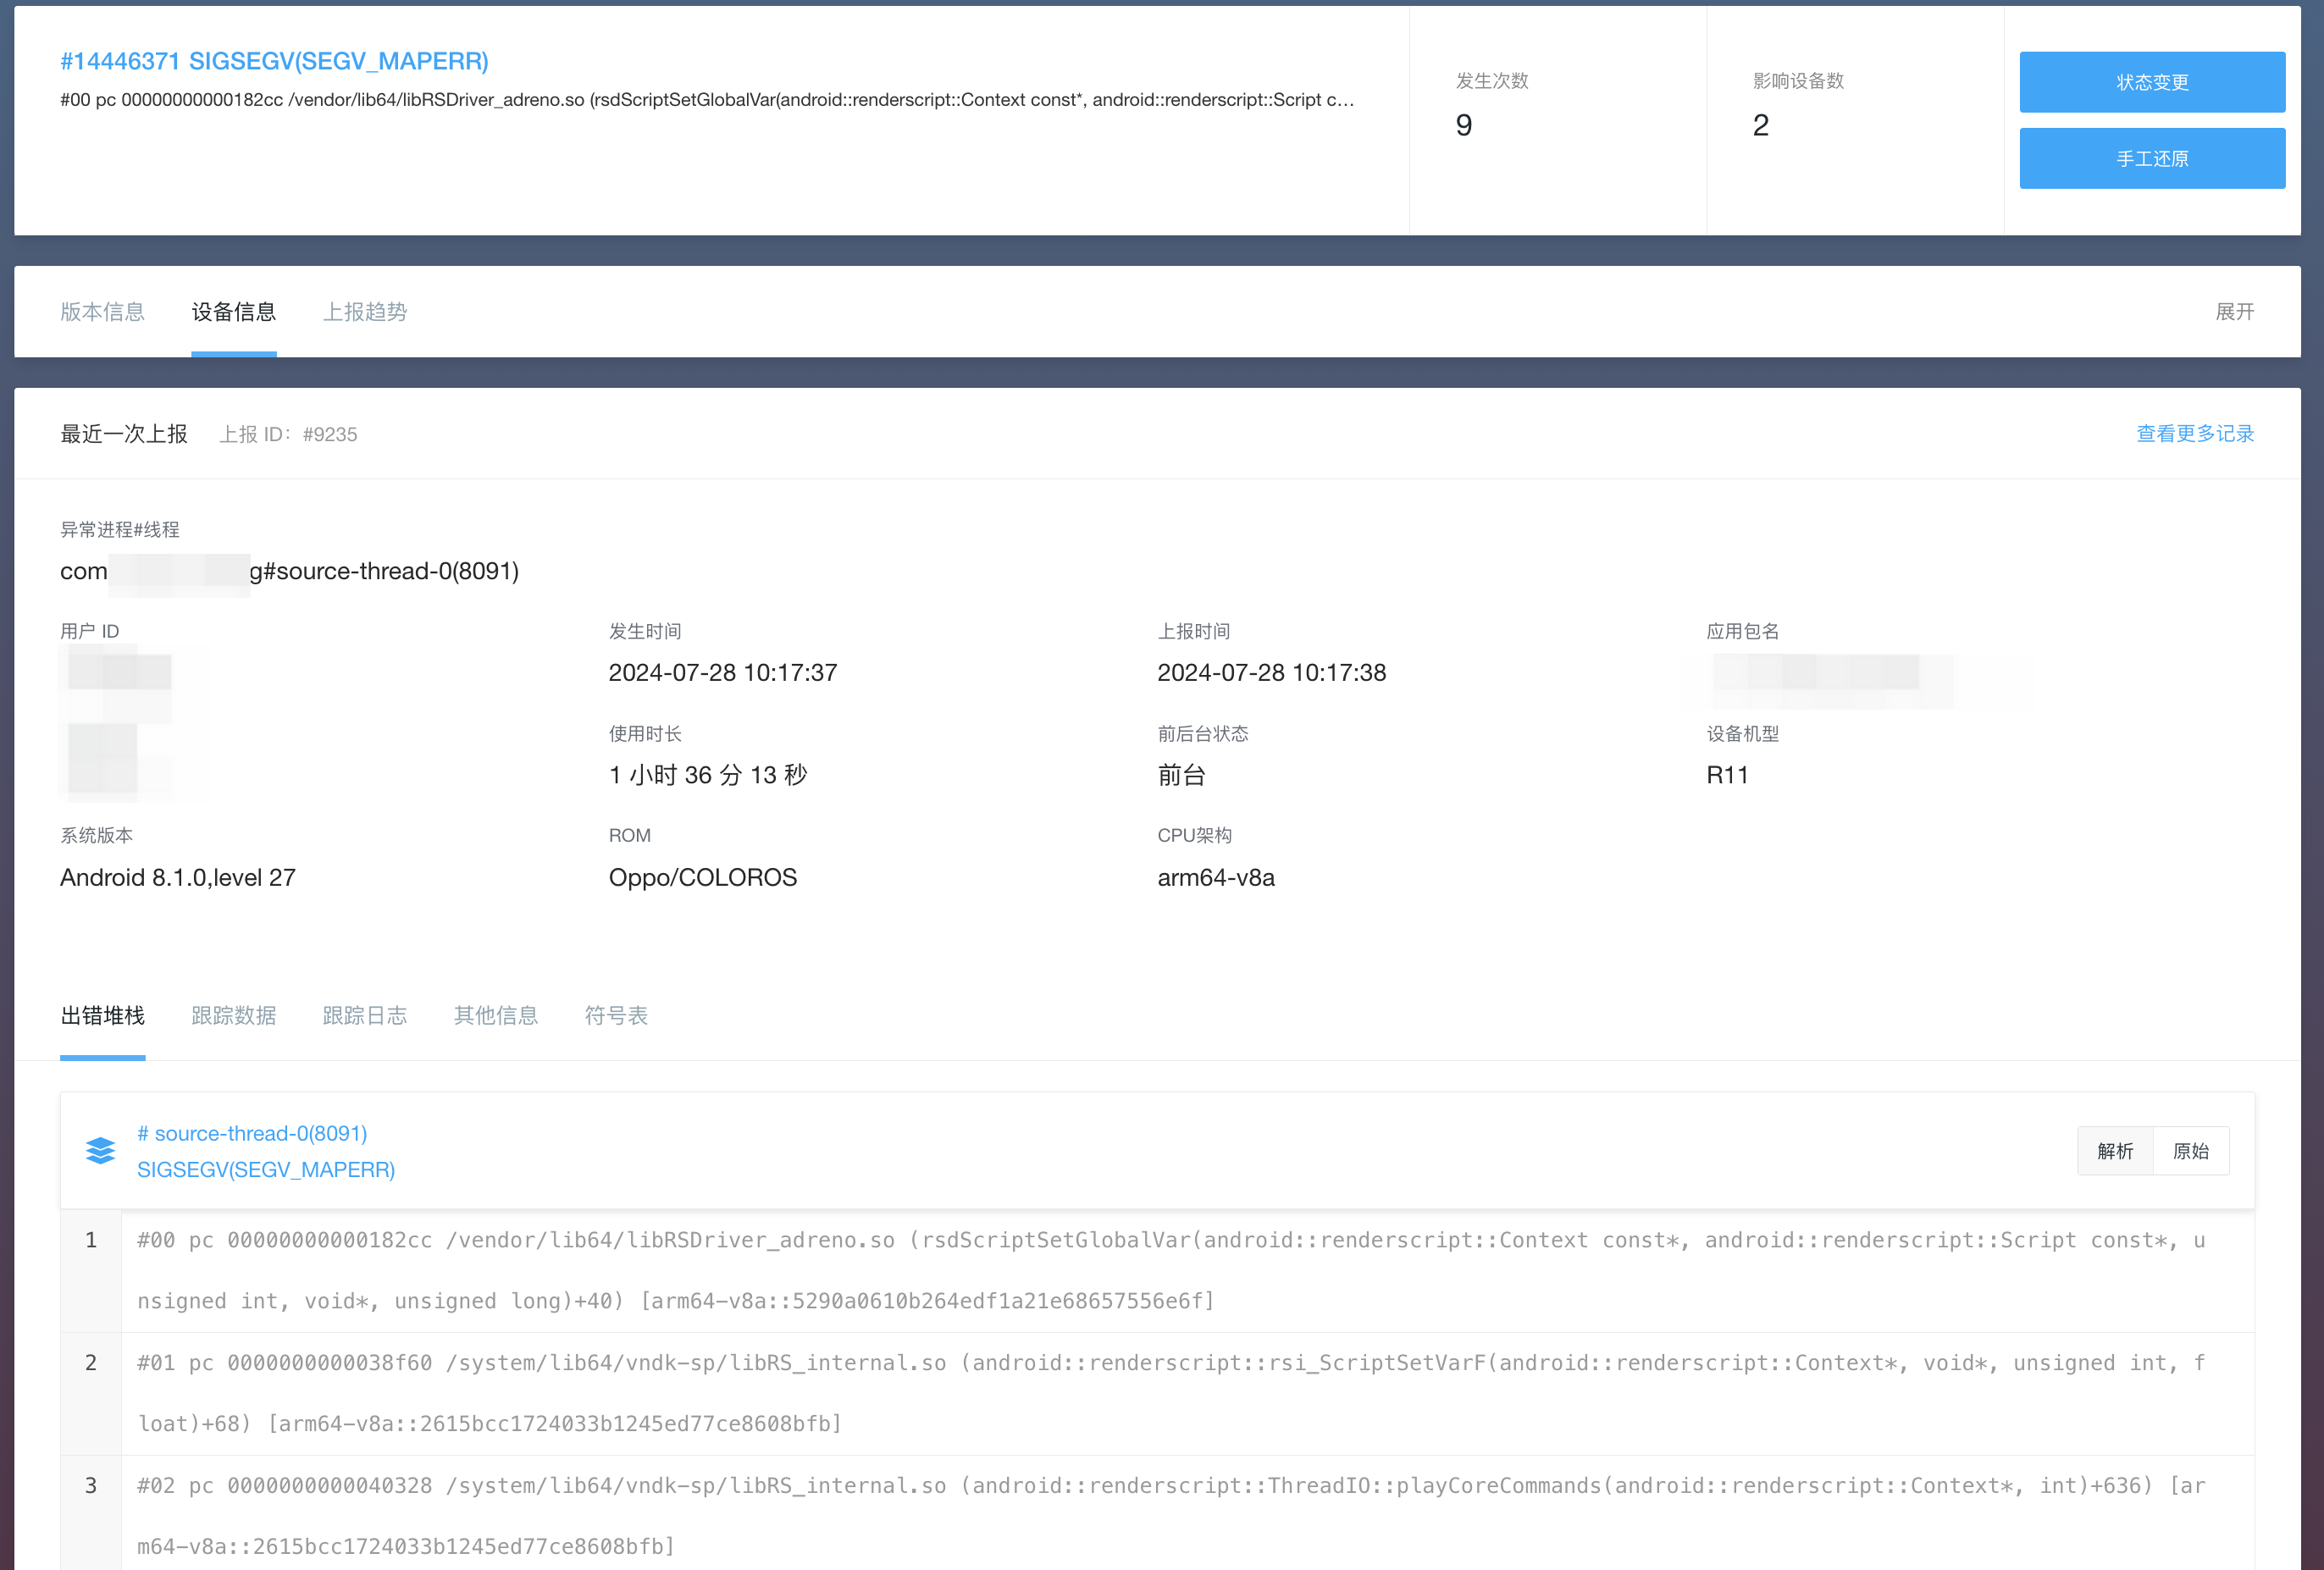 #14446371 SIGSEGV(SEGV_MAPERR)
#00 pc 00000000000182cc /vendor/lib64/libRSDriver_adreno.so (rsdScriptSetGlobalVar(android::renderscript::Context const*, android::renderscript::Script c...
发生次数
9
影响设备数
2
状态变更
手工还原
版本信息 设备信息 上报趋势 展开
最近一次上报 上报 ID：#9235 查看更多记录
异常进程#线程
com g#source-thread-0(8091)
用户 ID 发生时间 上报时间 应用包名
2024-07-28 10:17:37 2024-07-28 10:17:38
使用时长 前后台状态 设备机型
1 小时 36 分 13 秒 前台 R11
系统版本 ROM CPU架构
Android 8.1.0,level 27 Oppo/COLOROS arm64-v8a
出错堆栈 跟踪数据 跟踪日志 其他信息 符号表
# source-thread-0(8091)
SIGSEGV(SEGV_MAPERR)
解析 原始
1 #00 pc 00000000000182cc /vendor/lib64/libRSDriver_adreno.so (rsdScriptSetGlobalVar(android::renderscript::Context const*, android::renderscript::Script const*, u
nsigned int, void*, unsigned long)+40) [arm64-v8a::5290a0610b264edf1a21e68657556e6f]
2 #01 pc 0000000000038f60 /system/lib64/vndk-sp/libRS_internal.so (android::renderscript::rsi_ScriptSetVarF(android::renderscript::Context*, void*, unsigned int, f
loat)+68) [arm64-v8a::2615bcc1724033b1245ed77ce8608bfb]
3 #02 pc 0000000000040328 /system/lib64/vndk-sp/libRS_internal.so (android::renderscript::ThreadIO::playCoreCommands(android::renderscript::Context*, int)+636) [ar
m64-v8a::2615bcc1724033b1245ed77ce8608bfb]